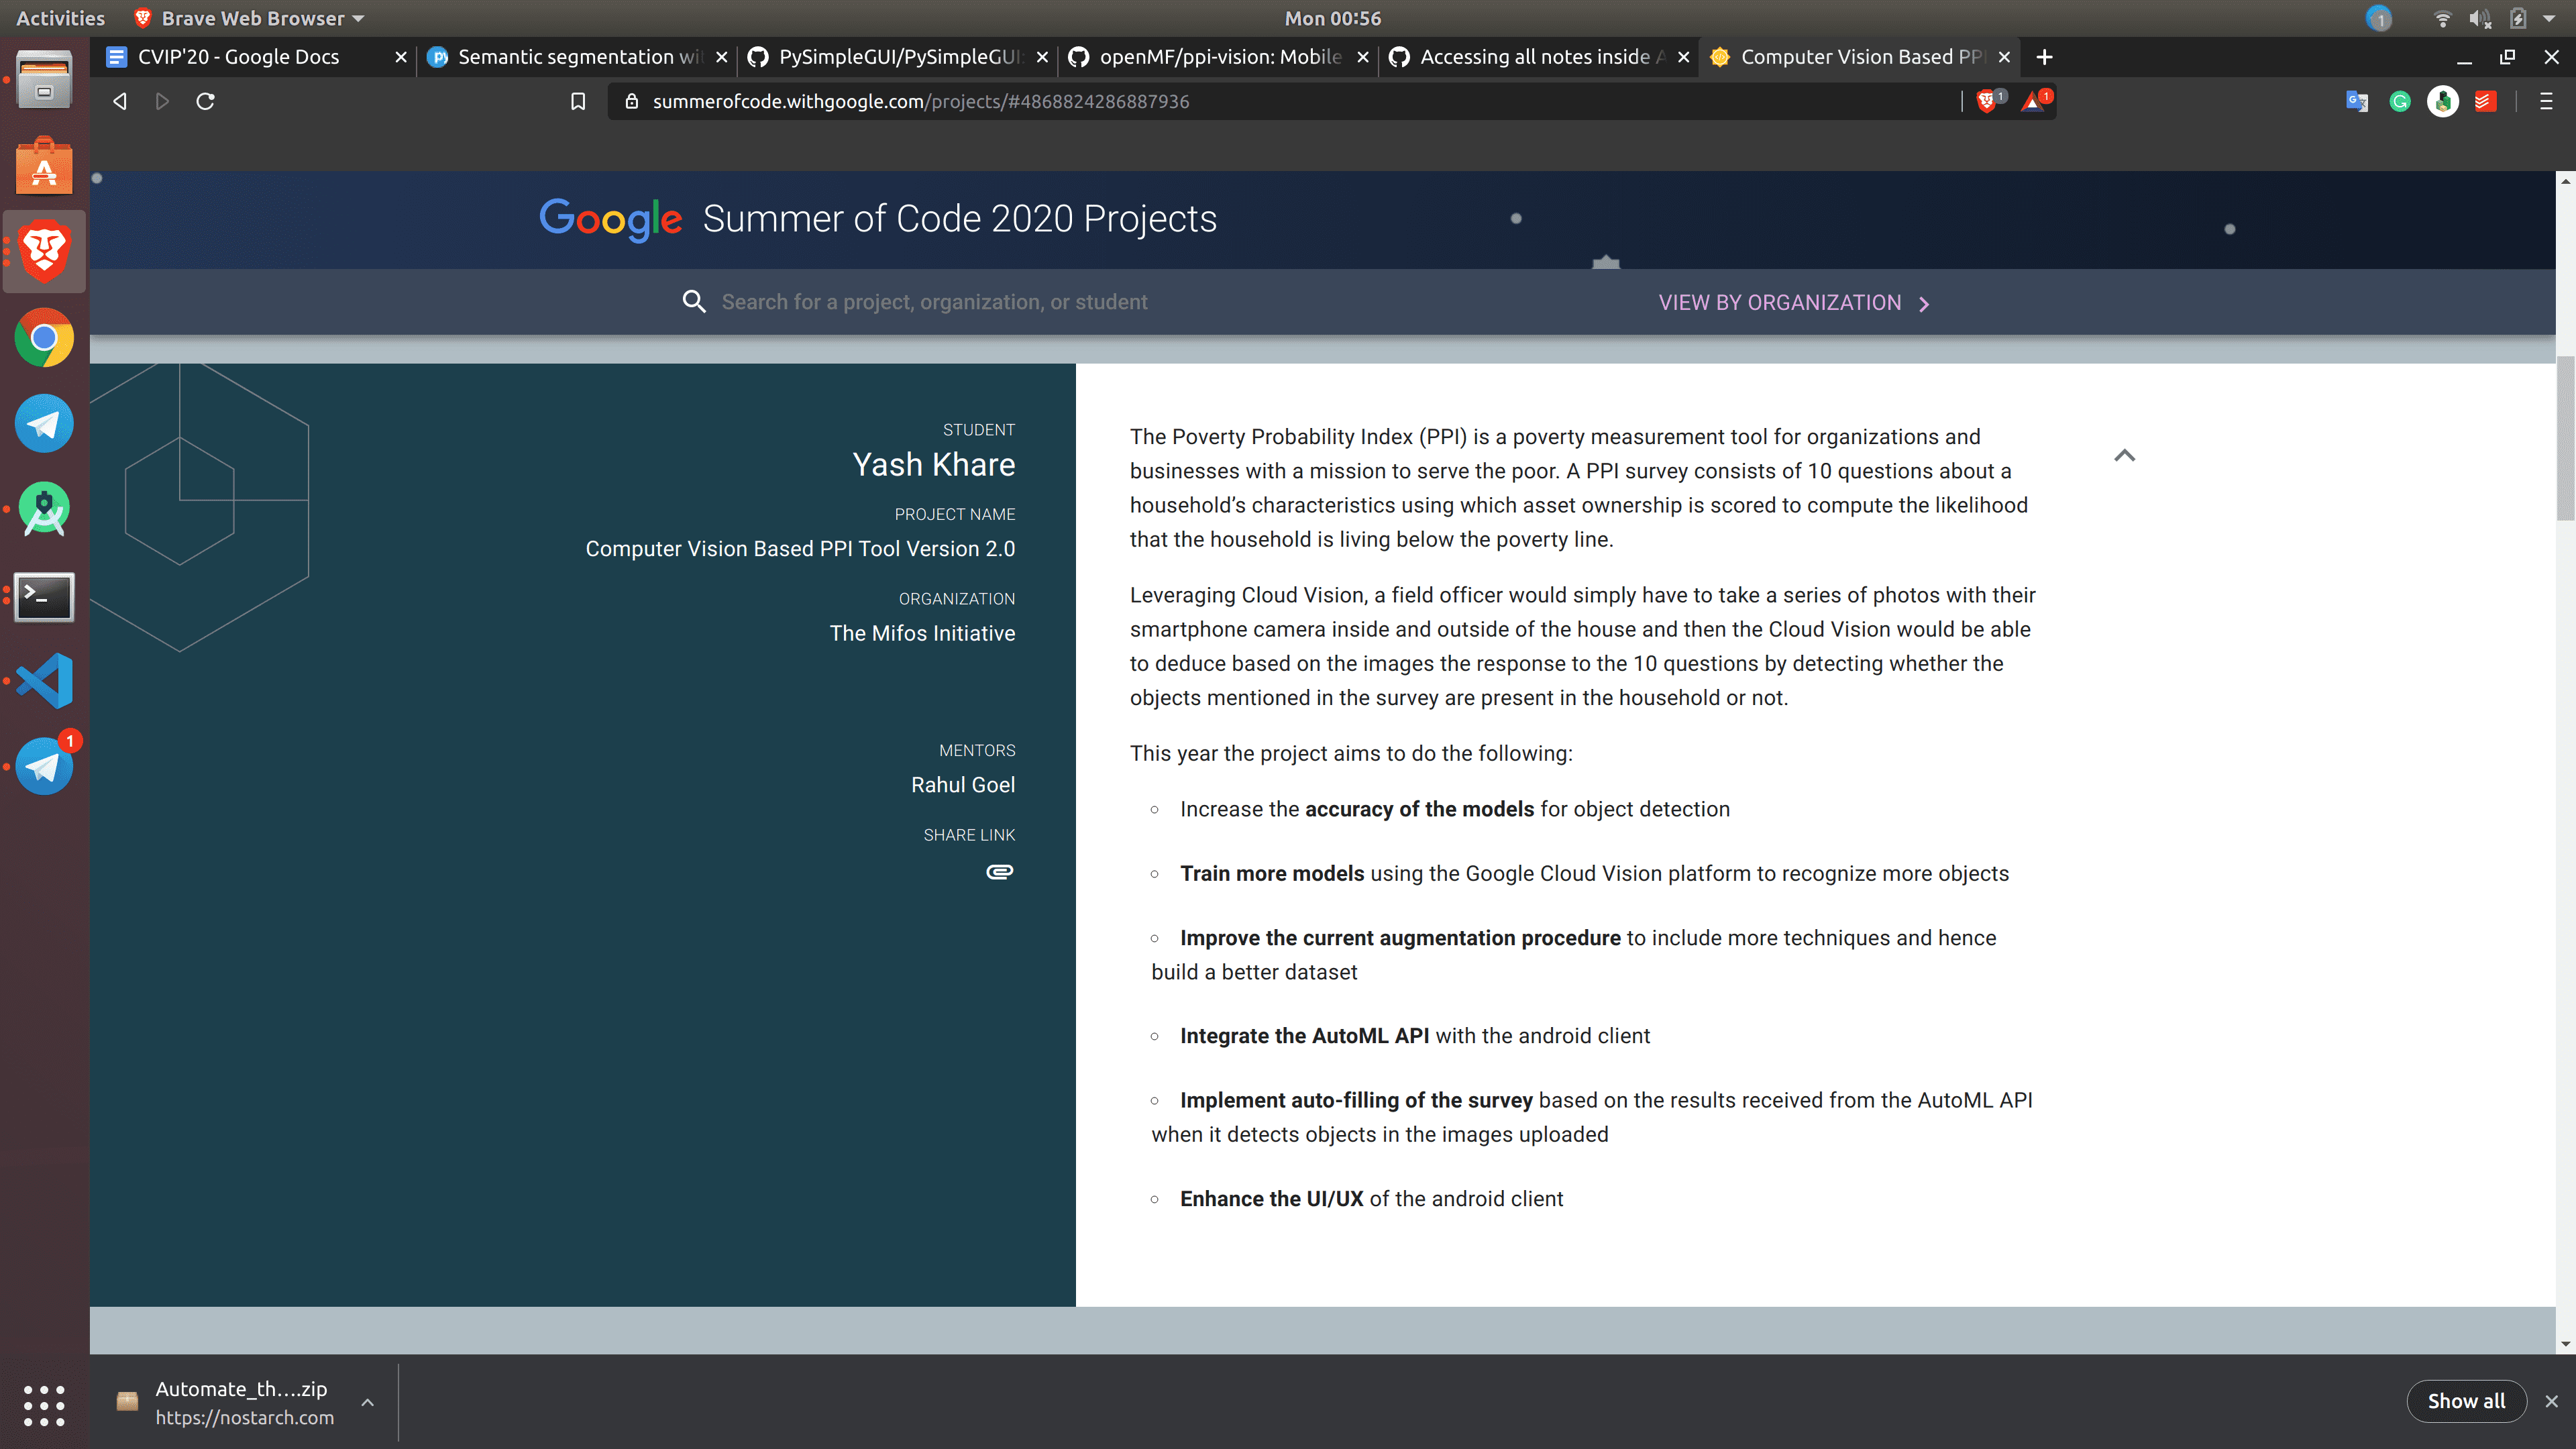 Activities
Brave Web Browser
Mon 00:56
1
CVIP'20 - Google Docs
Semantic segmentation wi
PySimpleGUI/PySimpleGUI:
openMF/ppi-vision: Mobile
Accessing all notes inside A
Computer Vision Based PPI
summerofcode.withgoogle.com/projects/#4868824286887936
1
1
Google Summer of Code 2020 Projects
Search for a project, organization, or student
VIEW BY ORGANIZATION
STUDENT
Yash Khare
PROJECT NAME
Computer Vision Based PPI Tool Version 2.0
ORGANIZATION
The Mifos Initiative
MENTORS
Rahul Goel
SHARE LINK
The Poverty Probability Index (PPI) is a poverty measurement tool for organizations and
businesses with a mission to serve the poor. A PPI survey consists of 10 questions about a
household’s characteristics using which asset ownership is scored to compute the likelihood
that the household is living below the poverty line.
Leveraging Cloud Vision, a field officer would simply have to take a series of photos with their
smartphone camera inside and outside of the house and then the Cloud Vision would be able
to deduce based on the images the response to the 10 questions by detecting whether the
objects mentioned in the survey are present in the household or not.
This year the project aims to do the following:
Increase the accuracy of the models for object detection
Train more models using the Google Cloud Vision platform to recognize more objects
Improve the current augmentation procedure to include more techniques and hence
build a better dataset
Integrate the AutoML API with the android client
Implement auto-filling of the survey based on the results received from the AutoML API
when it detects objects in the images uploaded
Enhance the UI/UX of the android client
1
Automate_th....zip
https://nostarch.com
Show all